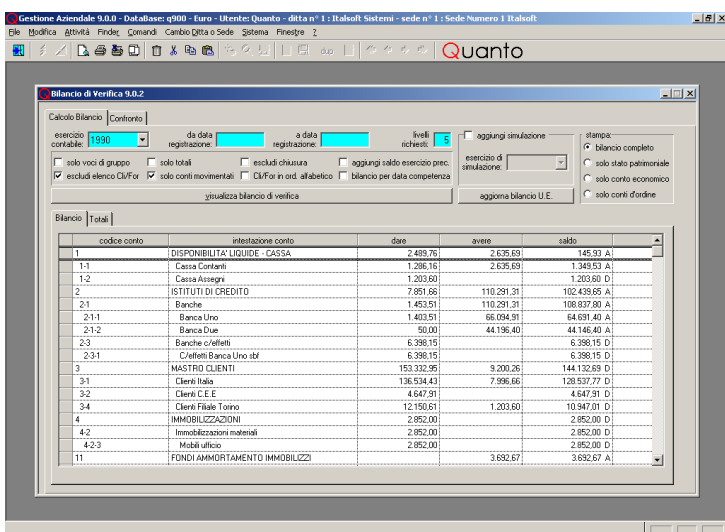 Gestione Aziendale 9.0.0 - DataBase: q900 - Euro - Utente: Quanto - ditta n° 1 : Italsoft Sistemi - sede n° 1 : Sede Numero 1 Italsoft
File Modifica Attività Finder Comandi Cambio Ditta o Sede Sistema Finestre ?
Quanto
Bilancio di Verifica 9.0.2
Calcolo Bilancio Confronto
esercizio contabile: 1990 da data registrazione: a data registrazione: livelli richiesti: 5 aggiungi simulazione stampa:
esercizio di simulazione: bilancio completo
solo voci di gruppo solo totali escludi chiusura aggiungi saldo esercizio prec. solo stato patrimoniale
escludi elenco Cli/For solo conti movimentati Cli/For in ord. alfabetico bilancio per data competenza solo conto economico
visualizza bilancio di verifica aggiorna bilancio U.E. solo conti d'ordine
Bilancio Totali
codice conto intestazione conto dare avere saldo
1 DISPONIBILITA' LIQUIDE - CASSA 2.489,76 2.635,69 145,93 A
1-1 Cassa Contanti 1.286,16 2.635,69 1.349,53 A
1-2 Cassa Assegni 1.203,60 1.203,60 D
2 ISTITUTI DI CREDITO 7.851,66 110.291,31 102.439,65 A
2-1 Banche 1.453,51 110.291,31 108.837,80 A
2-1-1 Banca Uno 1.403,51 66.094,91 64.691,40 A
2-1-2 Banca Due 50,00 44.196,40 44.146,40 A
2-3 Banche c/effetti 6.398,15 6.398,15 D
2-3-1 C/effetti Banca Uno sbf 6.398,15 6.398,15 D
3 MASTRO CLIENTI 153.332,95 9.200,26 144.132,69 D
3-1 Clienti Italia 136.534,43 7.996,66 128.537,77 D
3-2 Clienti C.E.E 4.647,91 4.647,91 D
3-4 Clienti Filiale Torino 12.150,61 1.203,60 10.947,01 D
4 IMMOBILIZZAZIONI 2.852,00 2.852,00 D
4-2 Immobilizzazioni materiali 2.852,00 2.852,00 D
4-2-3 Mobili ufficio 2.852,00 2.852,00 D
11 FONDI AMMORTAMENTO IMMOBILIZZI 3.692,67 3.692,67 A